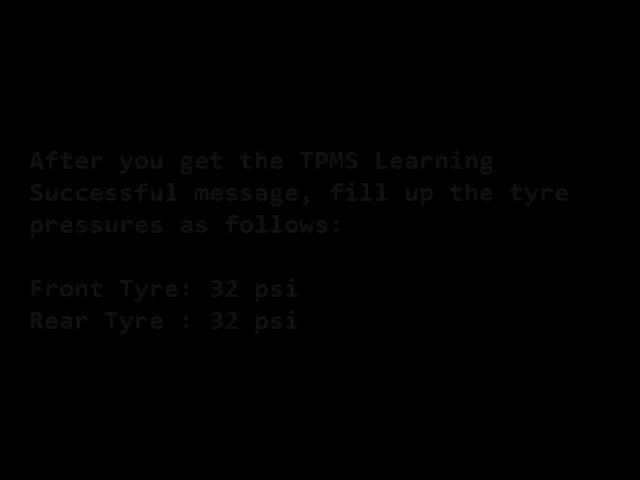 After you get the TPMS Learning
Successful message, fill up the tyre
pressures as follows:
Front Tyre: 32 psi
Rear Tyre : 32 psi